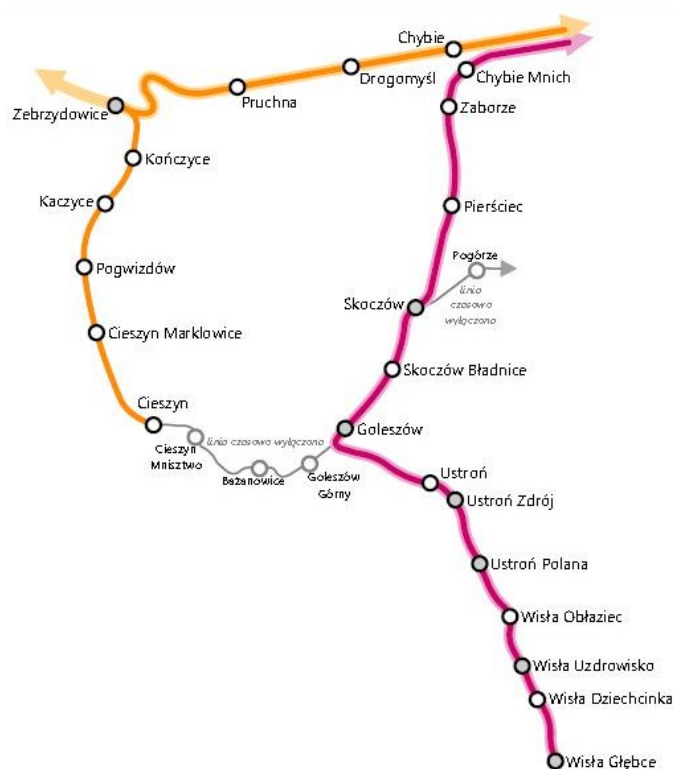 Chybie
Drogomyśl
Chybie Mnich
Zebrzydowice
Pruchna
Zaborze
Kończyce
Kaczyce
Pierściec
Pogórze
Pogwizdów
linia
czasowo
wyłączona
Skoczów
Cieszyn Marklowice
Skoczów Bładnice
Cieszyn
Goleszów
linia czasowo wyłączona
Cieszyn
Mnisztwo
Bażanowice
Goleszów
Górny
Ustroń
Ustroń Zdrój
Ustroń Polana
Wisła Obłaziec
Wisła Uzdrowisko
Wisła Dziechcinka
Wisła Głębce